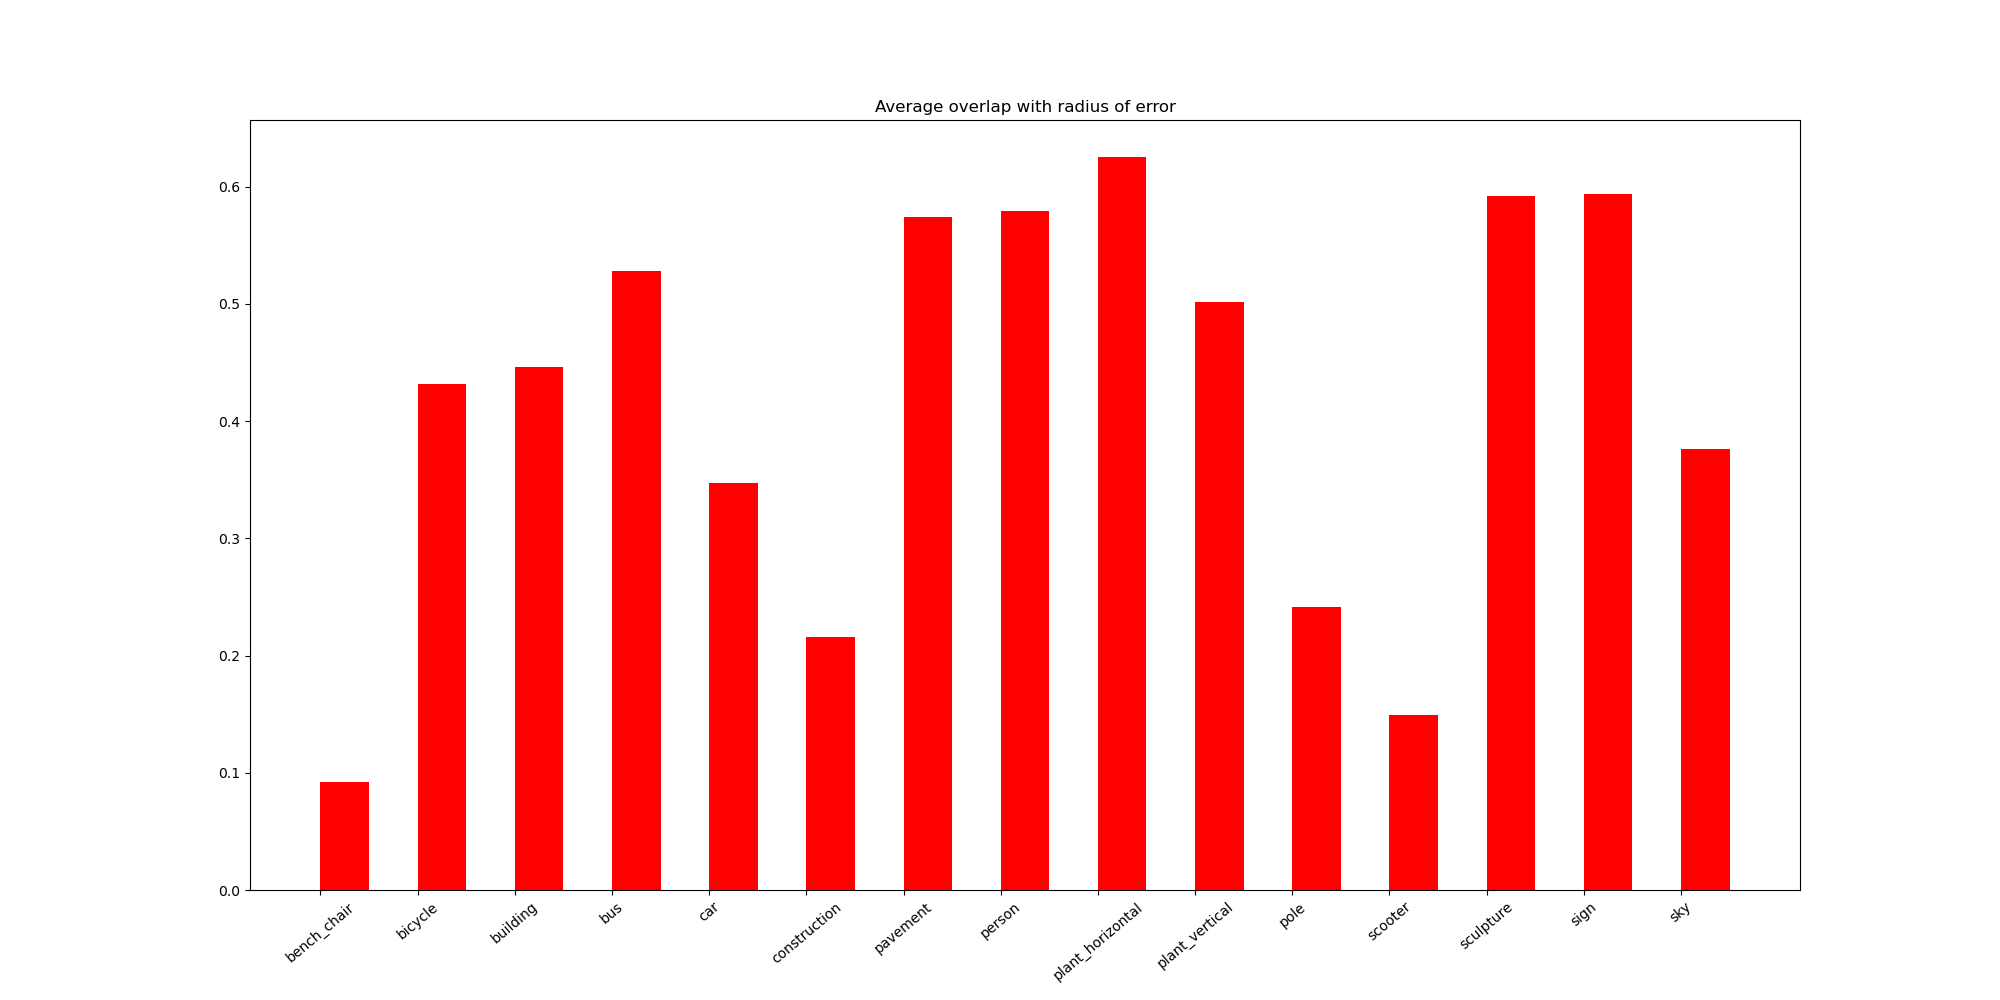 Average overlap with radius of error
0.6
0.5
0.4
0.3
0.2
0.1
0.0
bench_chair
bicycle
building
bus
car
construction
pavement
person
plant_horizontal
plant_vertical
pole
scooter
sculpture
sign
sky